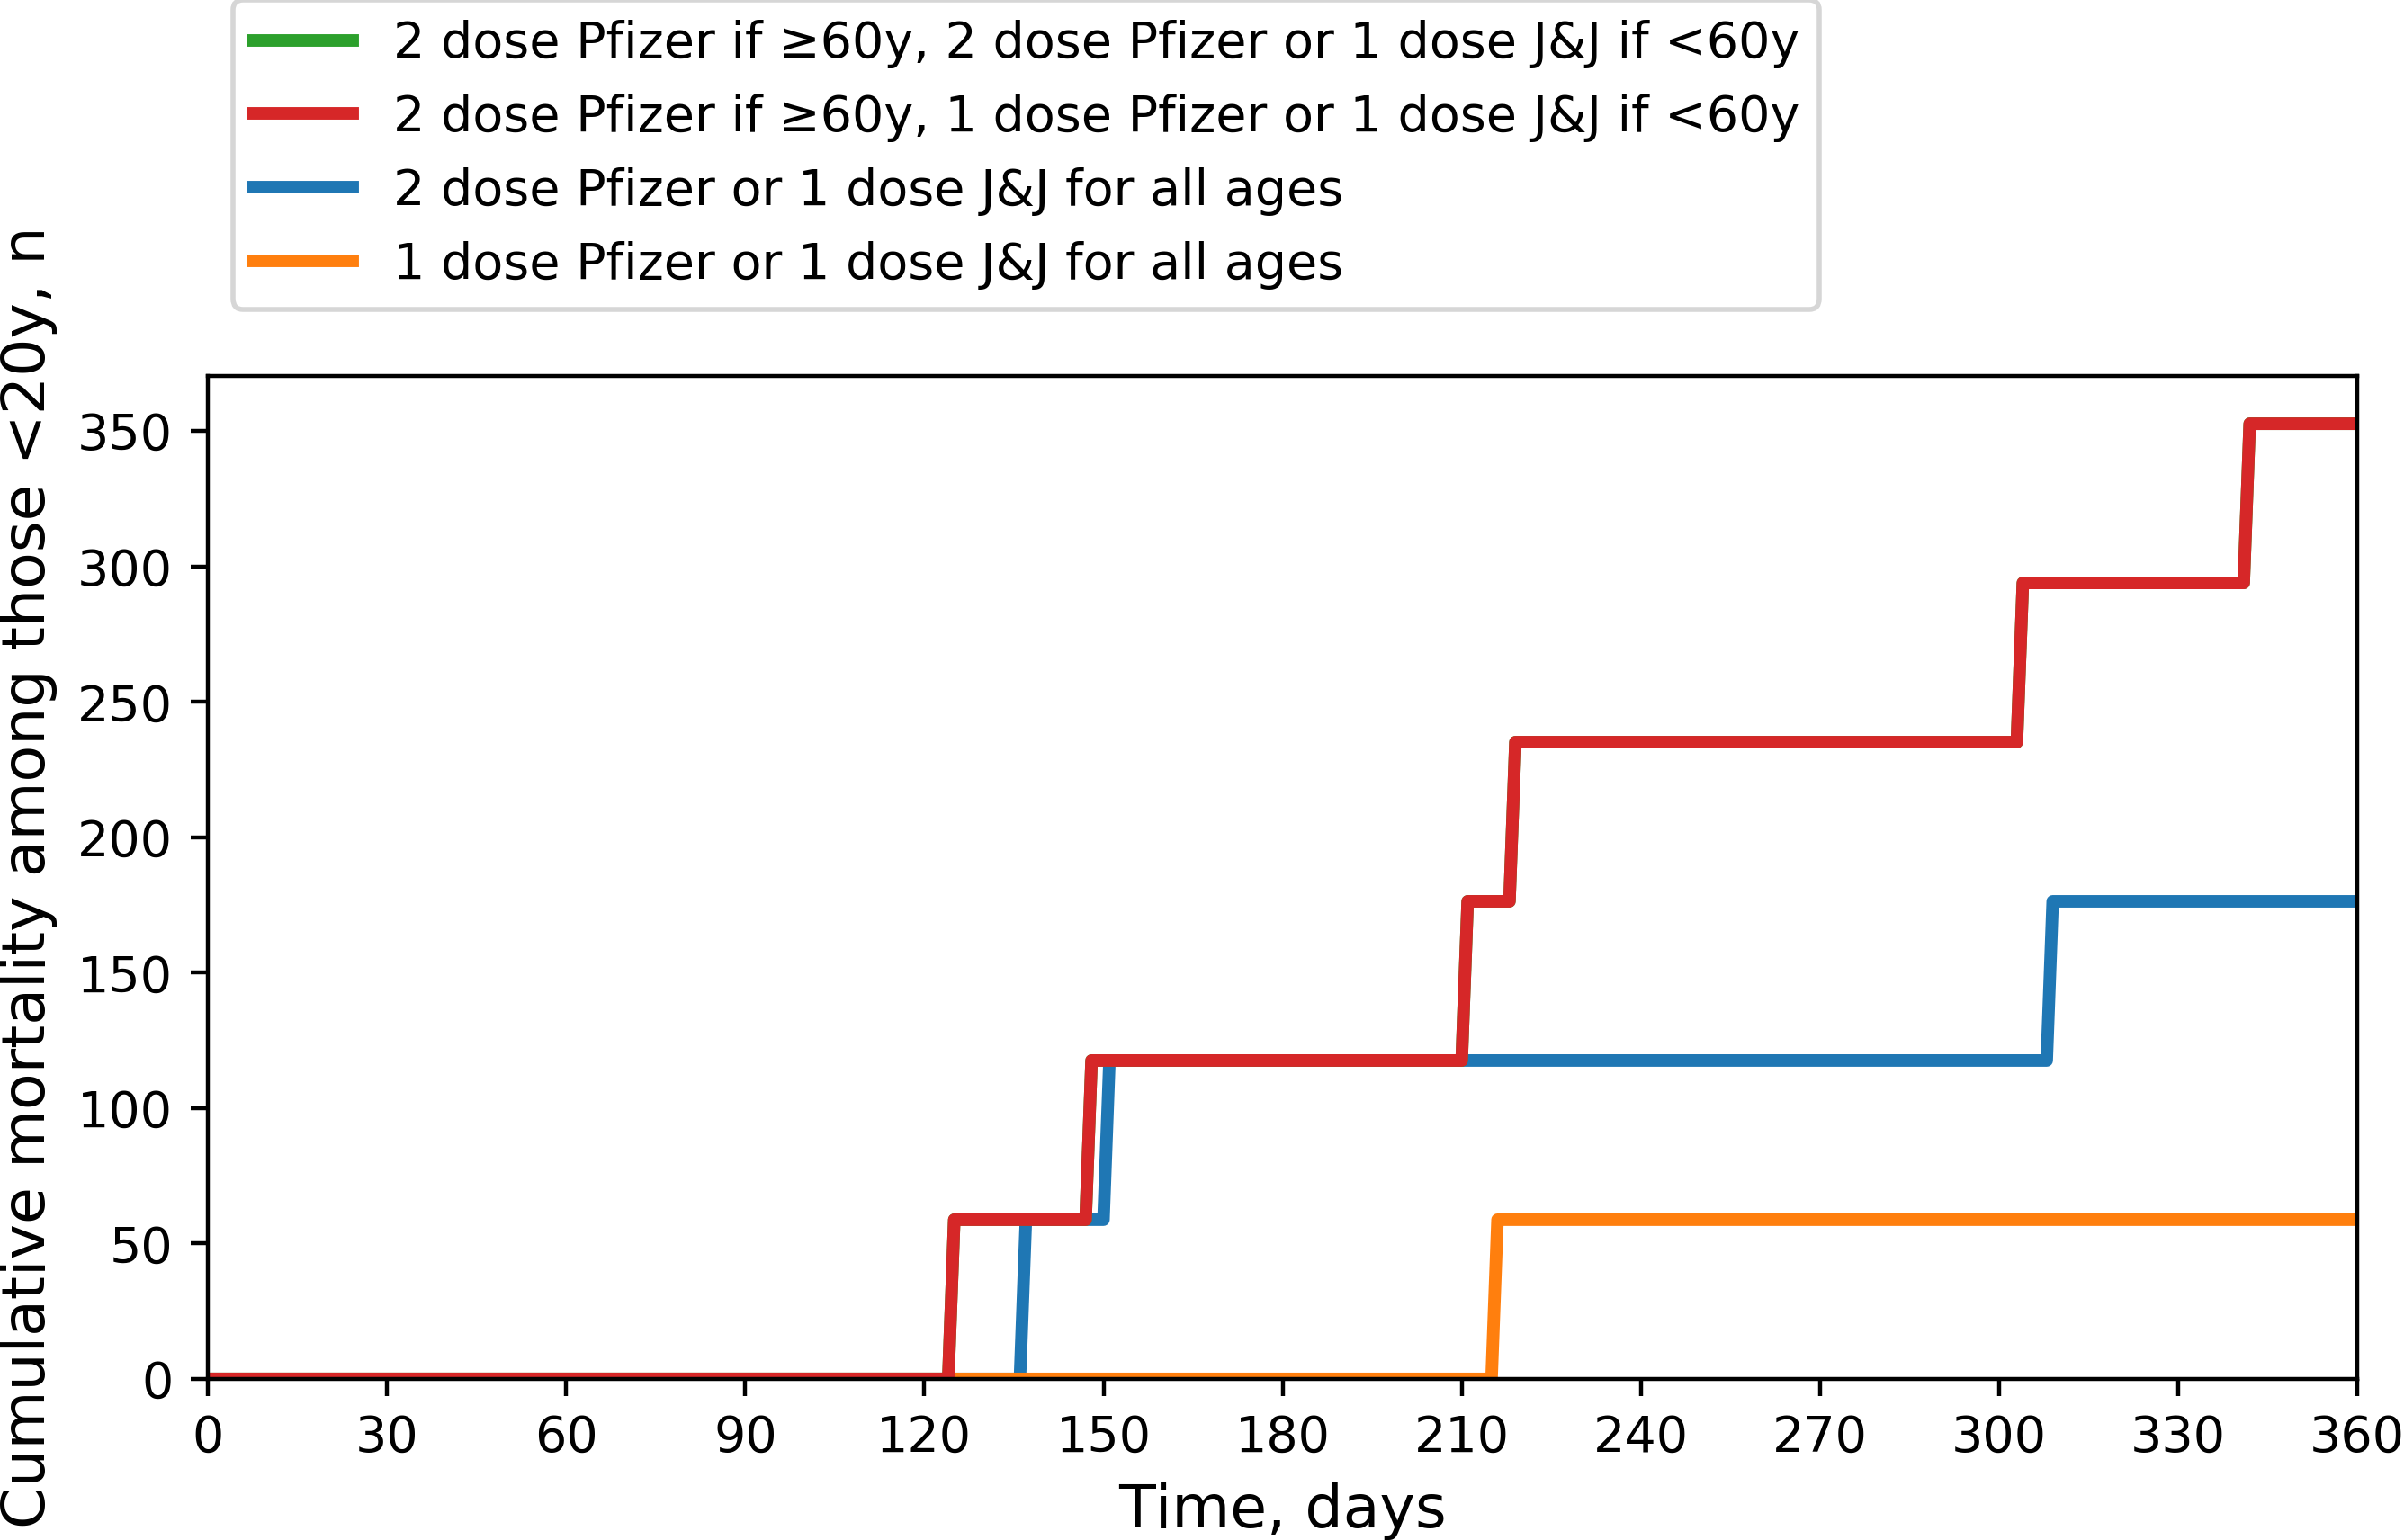 2 dose Pfizer if ≥60y, 2 dose Pfizer or 1 dose J&J if <60y
2 dose Pfizer if ≥60y, 1 dose Pfizer or 1 dose J&J if <60y
2 dose Pfizer or 1 dose J&J for all ages
1 dose Pfizer or 1 dose J&J for all ages
Cumulative mortality among those <20y, n
350
300
250
200
150
100
50
0
0 30 60 90 120 150 180 210 240 270 300 330 360
Time, days